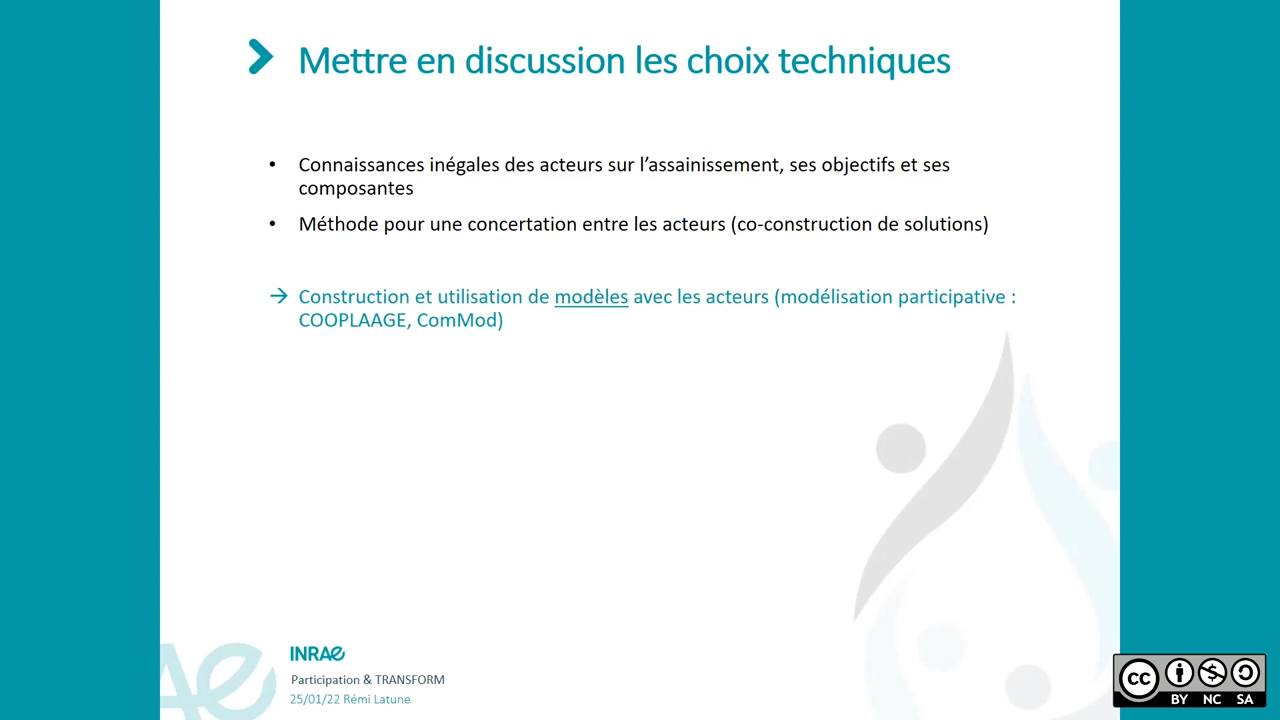 Mettre en discussion les choix techniques
• Connaissances inégales des acteurs sur l’assainissement, ses objectifs et ses
composantes
• Méthode pour une concertation entre les acteurs (co-construction de solutions)
→ Construction et utilisation de modèles avec les acteurs (modélisation participative :
COOPLAAGE, ComMod)
INRAE
Participation & TRANSFORM
25/01/22 Rémi Latune
CC BY NC SA